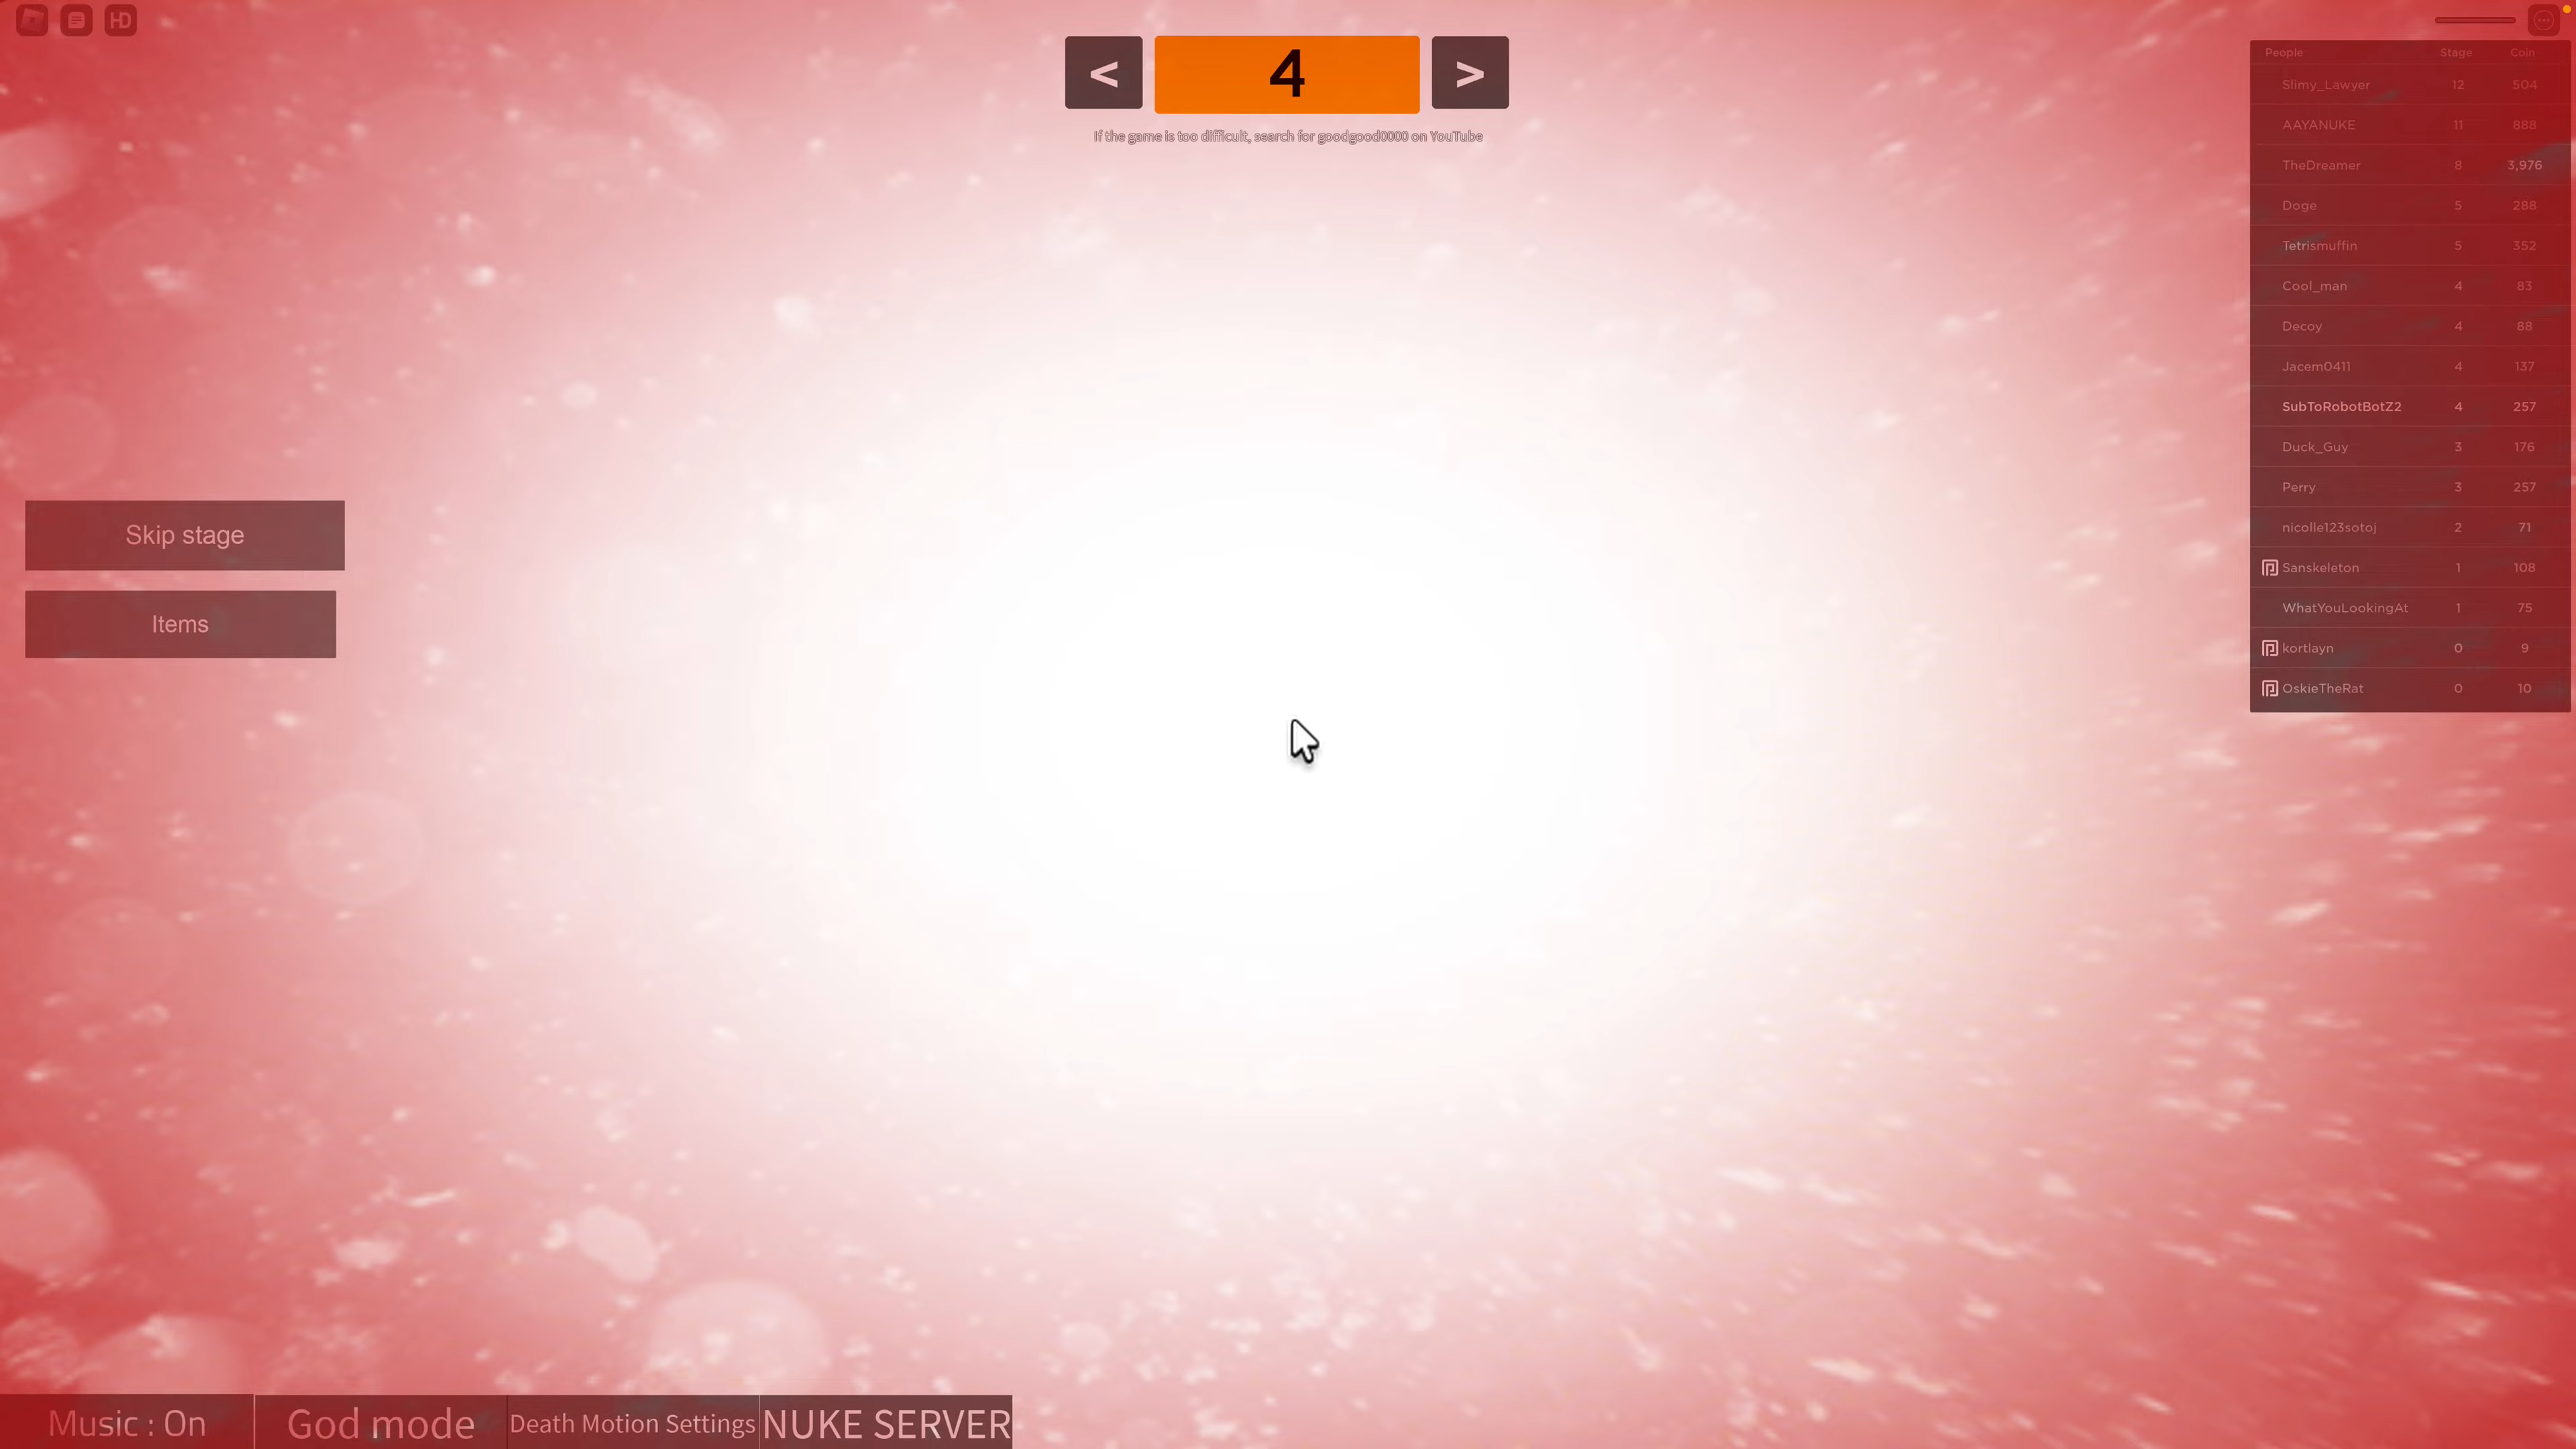 HD
< 4 >
If the game is too difficult, search for goodgood0000 on YouTube
People Stage Coin
Slimy_Lawyer 12 504
AAYANUKE 11 888
TheDreamer 8 3,976
Doge 5 288
Tetrismuffin 5 352
Cool_man 4 83
Decoy 4 88
Jacem0411 4 137
SubToRobotBotZ2 4 257
Duck_Guy 3 176
Perry 3 257
nicolle123sotoj 2 71
Sanskeleton 1 108
WhatYouLookingAt 1 75
kortlayn 0 9
OskieTheRat 0 10
Skip stage
Items
Music : On
God mode
Death Motion Settings
NUKE SERVER